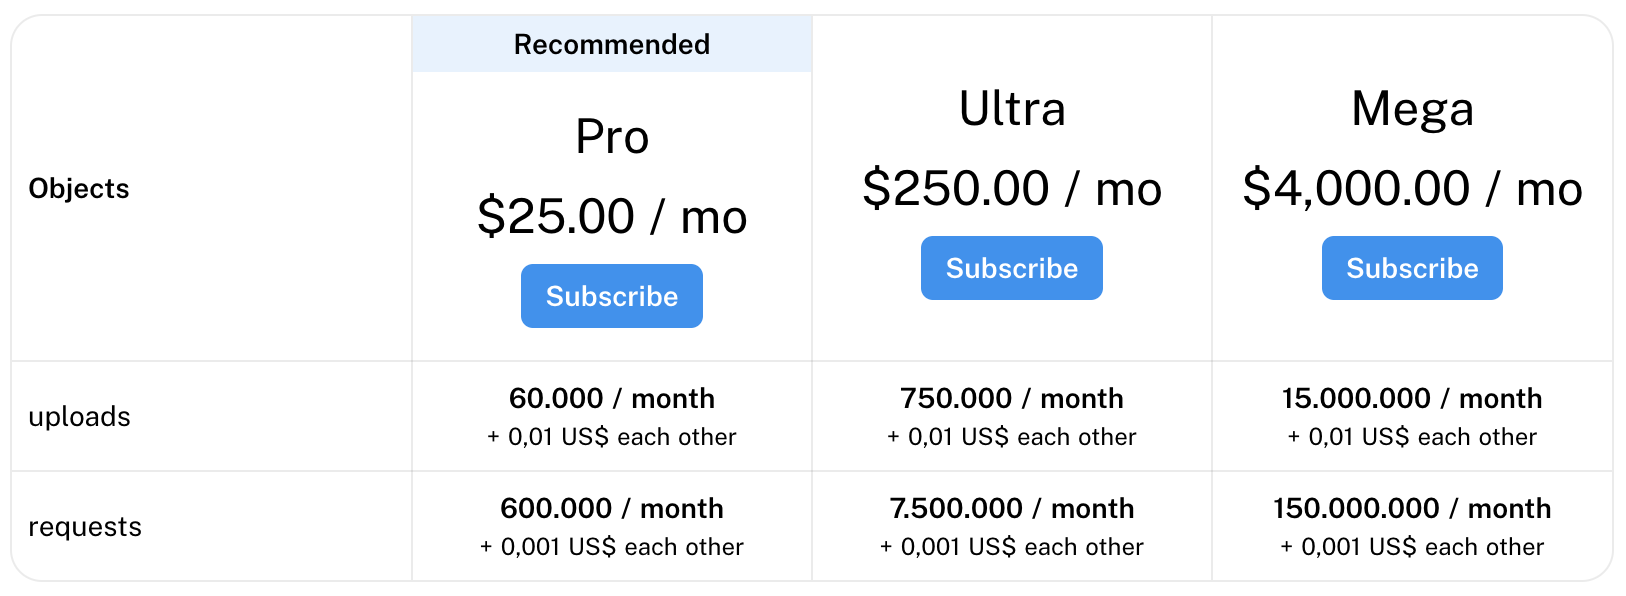 Recommended
Objects
Pro
$25.00 / mo
Subscribe
Ultra
$250.00 / mo
Subscribe
Mega
$4,000.00 / mo
Subscribe
uploads
60.000 / month
+ 0,01 US$ each other
750.000 / month
+ 0,01 US$ each other
15.000.000 / month
+ 0,01 US$ each other
requests
600.000 / month
+ 0,001 US$ each other
7.500.000 / month
+ 0,001 US$ each other
150.000.000 / month
+ 0,001 US$ each other